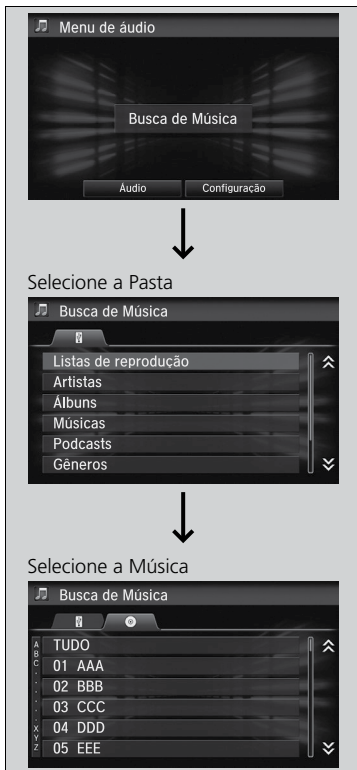 Menu de áudio
Busca de Música
Áudio
Configuração
Selecione a Pasta
Busca de Música
Listas de reprodução
Artistas
Álbuns
Músicas
Podcasts
Gêneros
Selecione a Música
Busca de Música
A
B
C
TUDO
01 AAA
02 BBB
03 CCC
X
Y
Z
04 DDD
05 EEE